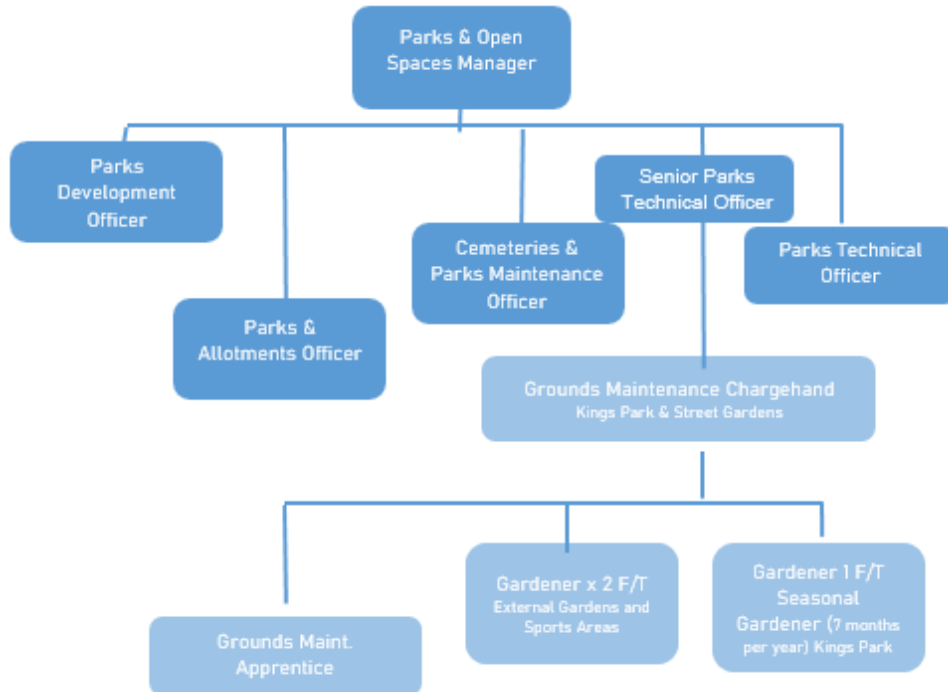 Parks & Open
Spaces Manager
Parks
Development
Officer
Senior Parks
Technical Officer
Cemeteries &
Parks Maintenance
Officer
Parks Technical
Officer
Parks &
Allotments Officer
Grounds Maintenance Chargehand
Kings Park & Street Gardens
Gardener x 2 F/T
External Gardens and
Sports Areas
Gardener 1 F/T
Seasonal
Gardener (7 months
per year) Kings Park
Grounds Maint.
Apprentice